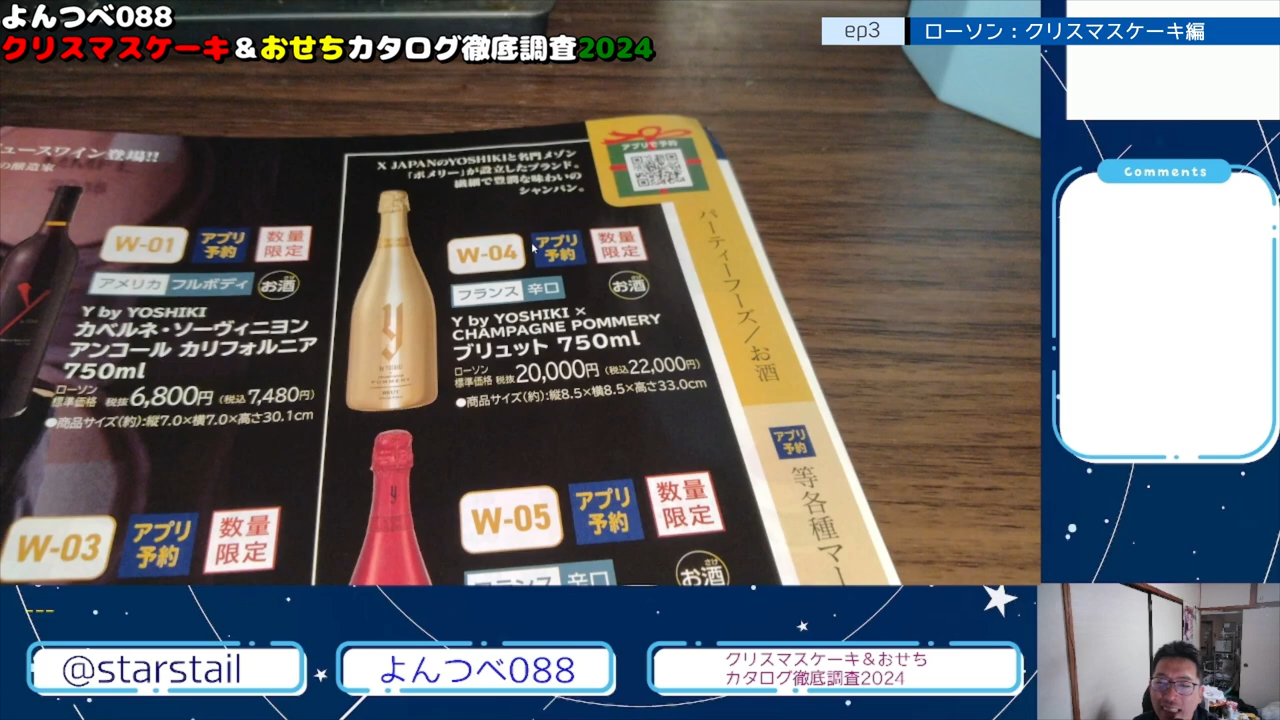 よんつべ088
クリスマスケーキ＆おせちカタログ徹底調査2024
ep3
ローソン：クリスマスケーキ編
Comments
ュースワイン登場!!
の醸造家
W-01
アプリ予約
数量限定
アメリカ フルボディ
お酒
Y by YOSHIKI
カベルネ・ソーヴィニヨン
アンコール カリフォルニア
750ml
ローソン標準価格 税抜6,800円（税込7,480円）
●商品サイズ(約):縦7.0×横7.0×高さ30.1cm
W-03
アプリ予約
数量限定
X JAPANのYOSHIKIと名門メゾン
「ポメリー」が設立したブランド。
繊細で豊潤な味わいの
シャンパン。
アプリで予約
W-04
アプリ予約
数量限定
フランス 辛口
お酒
Y by YOSHIKI ×
CHAMPAGNE POMMERY
ブリュット 750ml
ローソン標準価格 税抜20,000円（税込22,000円）
●商品サイズ(約):縦8.5×横8.5×高さ33.0cm
W-05
アプリ予約
数量限定
フランス 辛口
お酒
パーティーフーズ／お酒
アプリ予約
等各種マー
@starstail
よんつべ088
クリスマスケーキ＆おせち
カタログ徹底調査2024